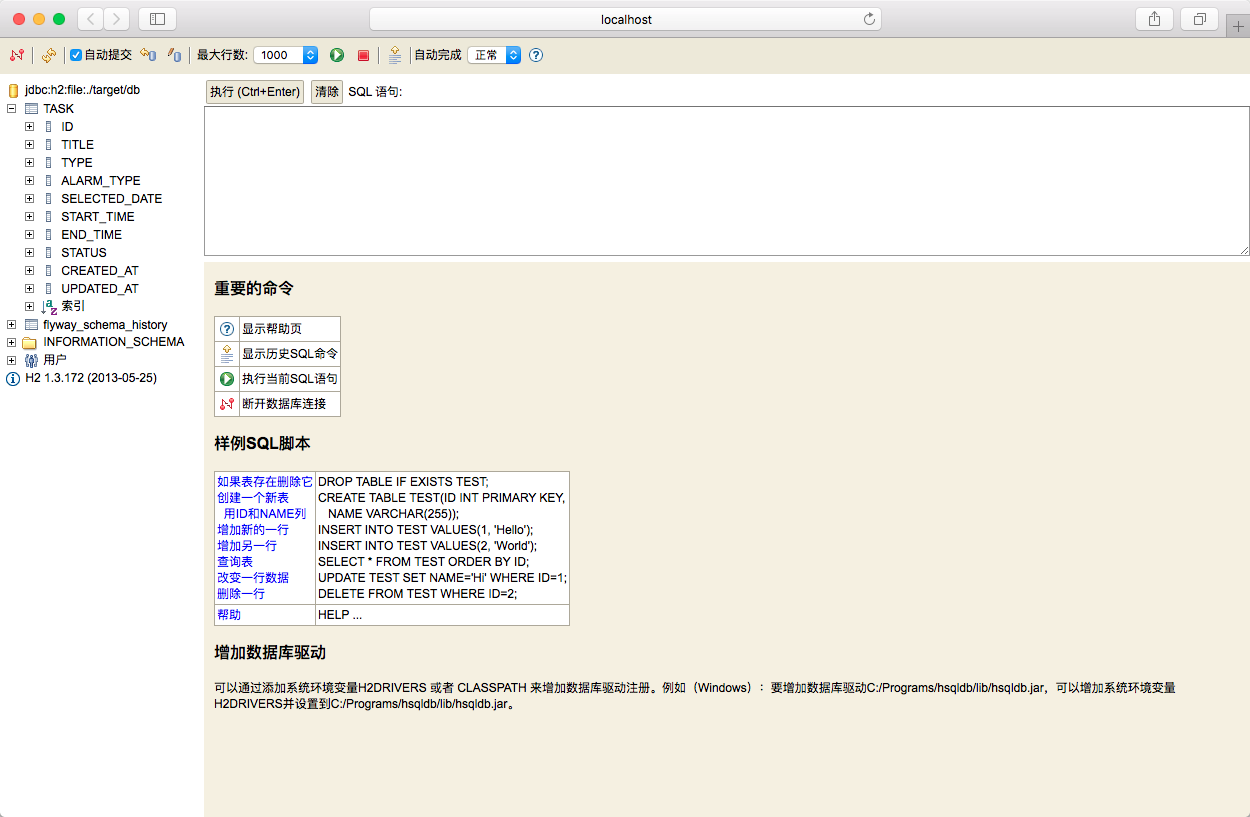 localhost
自动提交 最大行数: 1000 自动完成 正常
jdbc:h2:file:./target/db
TASK
ID
TITLE
TYPE
ALARM_TYPE
SELECTED_DATE
START_TIME
END_TIME
STATUS
CREATED_AT
UPDATED_AT
索引
flyway_schema_history
INFORMATION_SCHEMA
用户
H2 1.3.172 (2013-05-25)
执行 (Ctrl+Enter) 清除 SQL 语句:
重要的命令
显示帮助页
显示历史SQL命令
执行当前SQL语句
断开数据库连接
样例SQL脚本
如果表存在删除它 DROP TABLE IF EXISTS TEST;
创建一个新表 CREATE TABLE TEST(ID INT PRIMARY KEY,
用ID和NAME列 NAME VARCHAR(255));
增加新的一行 INSERT INTO TEST VALUES(1, 'Hello');
增加另一行 INSERT INTO TEST VALUES(2, 'World');
查询表 SELECT * FROM TEST ORDER BY ID;
改变一行数据 UPDATE TEST SET NAME='Hi' WHERE ID=1;
删除一行 DELETE FROM TEST WHERE ID=2;
帮助 HELP ...
增加数据库驱动
可以通过添加系统环境变量H2DRIVERS 或者 CLASSPATH 来增加数据库驱动注册。例如（Windows）：要增加数据库驱动C:/Programs/hsqldb/lib/hsqldb.jar，可以增加系统环境变量
H2DRIVERS并设置到C:/Programs/hsqldb/lib/hsqldb.jar。